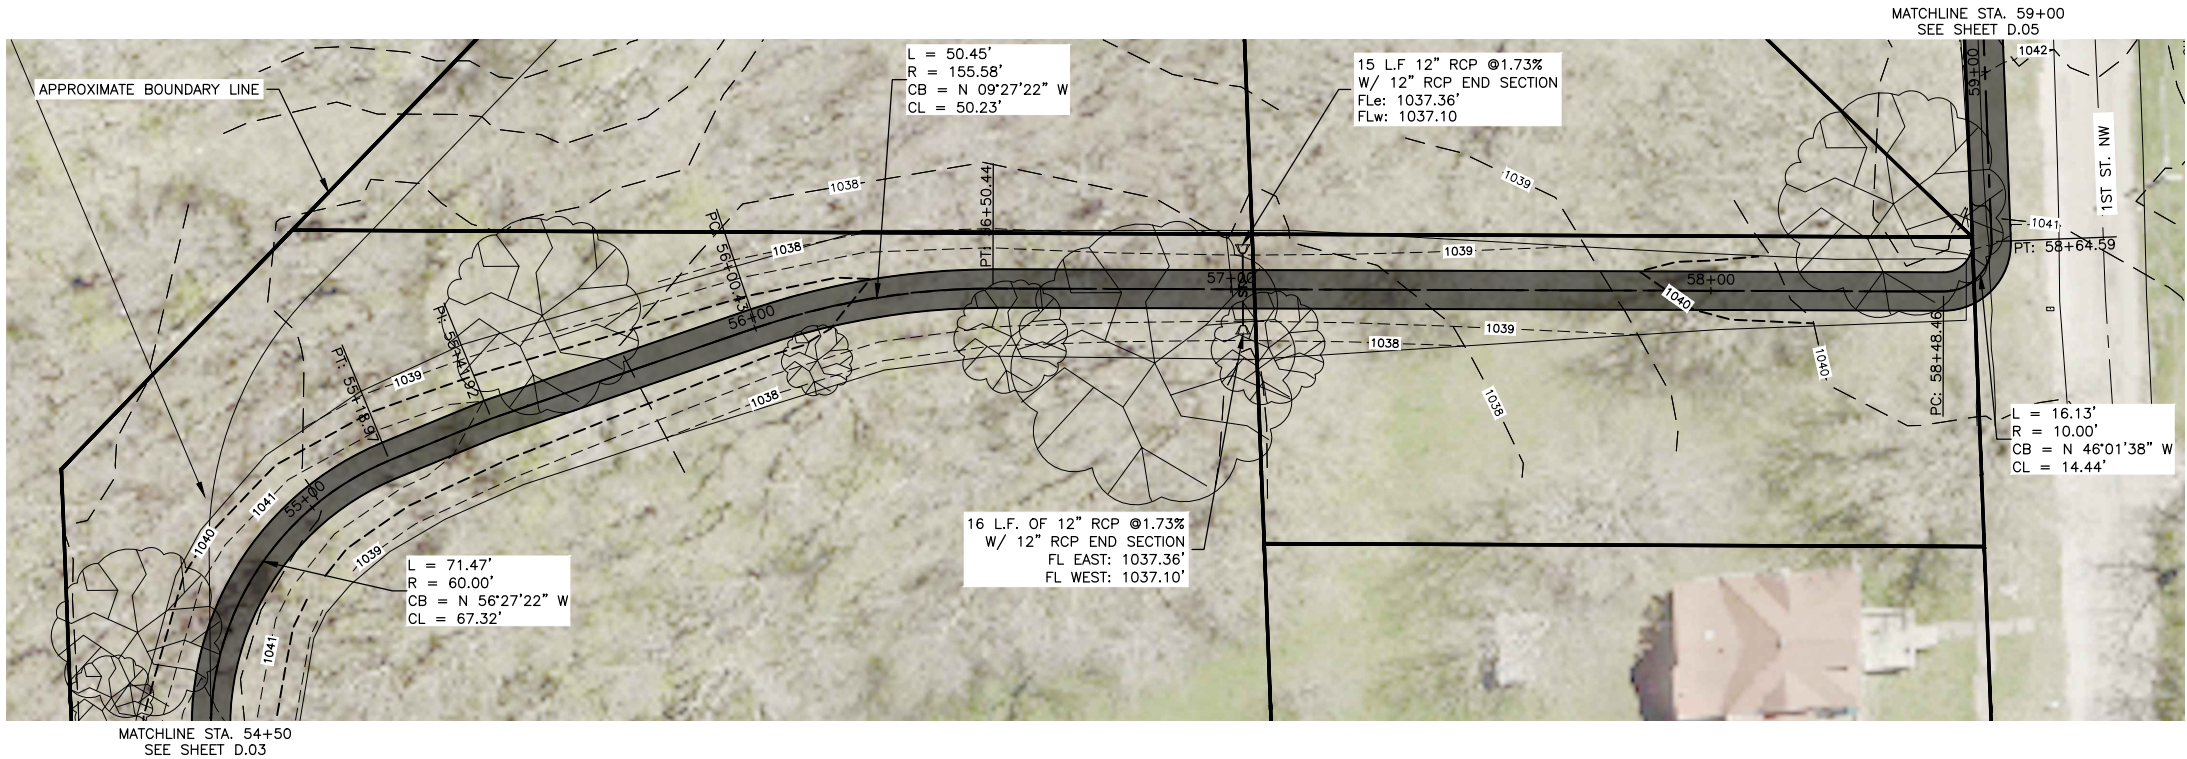 MATCHLINE STA. 59+00
SEE SHEET D.05
APPROXIMATE BOUNDARY LINE
L = 50.45'
R = 155.58'
CB = N 09°27'22" W
CL = 50.23'
15 L.F 12" RCP @1.73%
W/ 12" RCP END SECTION
FLe: 1037.36'
FLw: 1037.10
1042
59+00
1ST ST. NW
1038
1039
PT: 56+50.44
PC: 56+00.43
1038
1039
1041
PT: 58+64.59
57+00
58+00
1040
56+00
PI: 55+41.92
PT: 55+18.97
1039
1038
1039
1038
1038
1040
PC: 58+48.46
L = 16.13'
R = 10.00'
CB = N 46°01'38" W
CL = 14.44'
55+00
1041
1040
1039
1041
16 L.F. OF 12" RCP @1.73%
W/ 12" RCP END SECTION
FL EAST: 1037.36'
FL WEST: 1037.10'
L = 71.47'
R = 60.00'
CB = N 56°27'22" W
CL = 67.32'
MATCHLINE STA. 54+50
SEE SHEET D.03